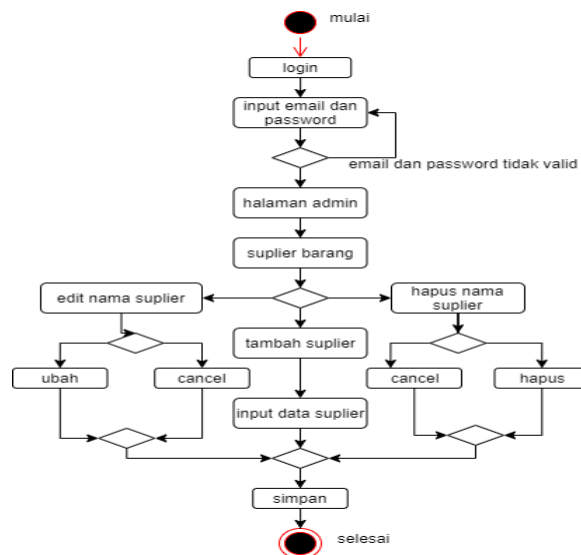 mulai
login
input email dan
password
email dan password tidak valid
halaman admin
suplier barang
edit nama suplier
hapus nama
suplier
tambah suplier
ubah
cancel
cancel
hapus
input data suplier
simpan
selesai